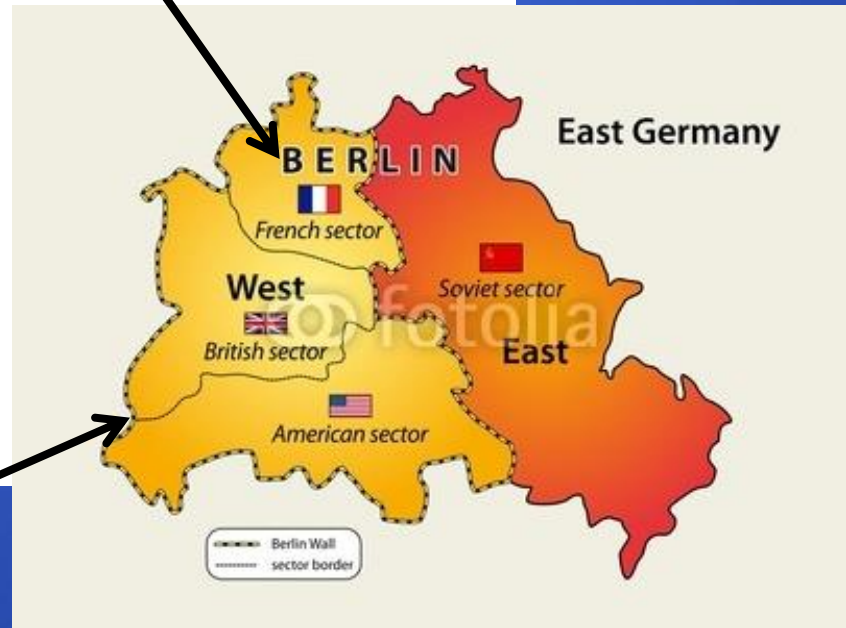 East Germany
BERLIN
French sector
West
Soviet sector
fotolia
British sector
East
American sector
Berlin Wall
sector border